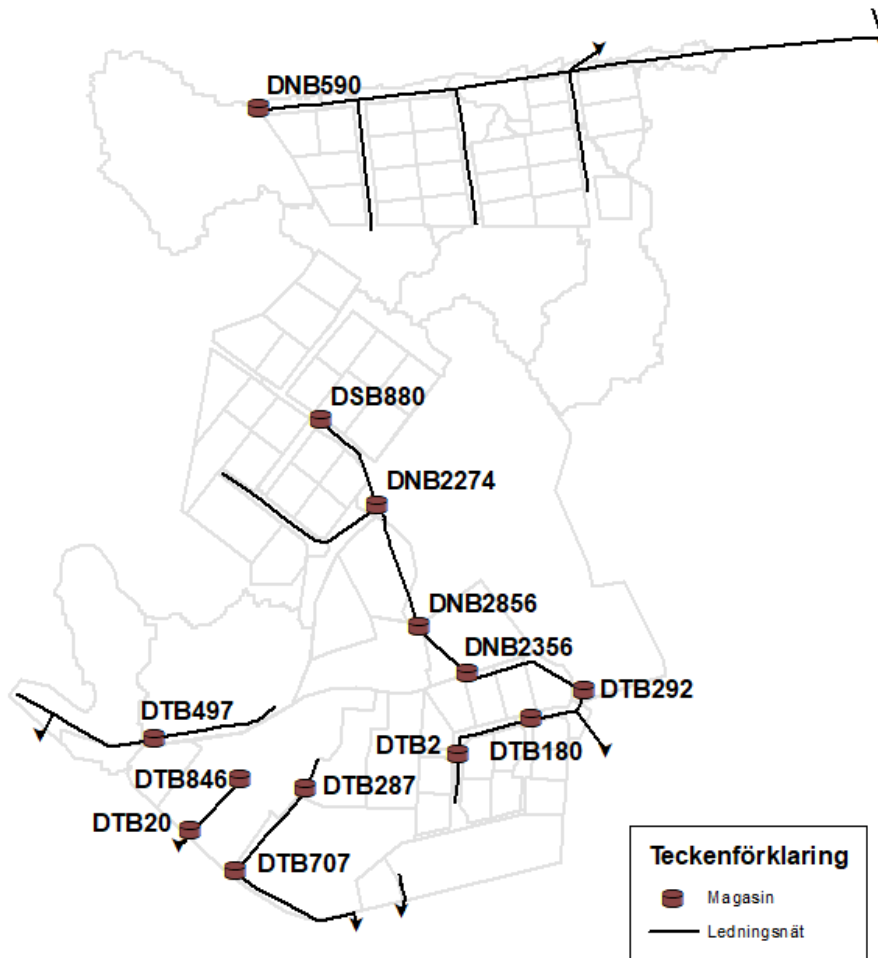 DNB590
DSB880
DNB2274
DNB2856
DNB2356
DTB292
DTB497
DTB2
DTB180
DTB846
DTB287
DTB20
DTB707
Teckenförklaring
Magasin
Ledningsnät